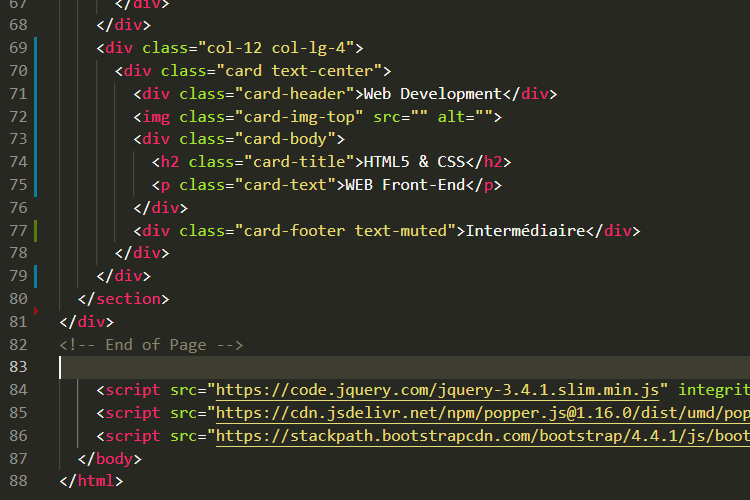 67 </div>
68 </div>
69 <div class="col-12 col-lg-4">
70 <div class="card text-center">
71 <div class="card-header">Web Development</div>
72 <img class="card-img-top" src="" alt="">
73 <div class="card-body">
74 <h2 class="card-title">HTML5 & CSS</h2>
75 <p class="card-text">WEB Front-End</p>
76 </div>
77 <div class="card-footer text-muted">Intermédiaire</div>
78 </div>
79 </div>
80 </section>
81 </div>
82 <!-- End of Page -->
83
84 <script src="https://code.jquery.com/jquery-3.4.1.slim.min.js" integrit
85 <script src="https://cdn.jsdelivr.net/npm/popper.js@1.16.0/dist/umd/pop
86 <script src="https://stackpath.bootstrapcdn.com/bootstrap/4.4.1/js/boot
87 </body>
88 </html>